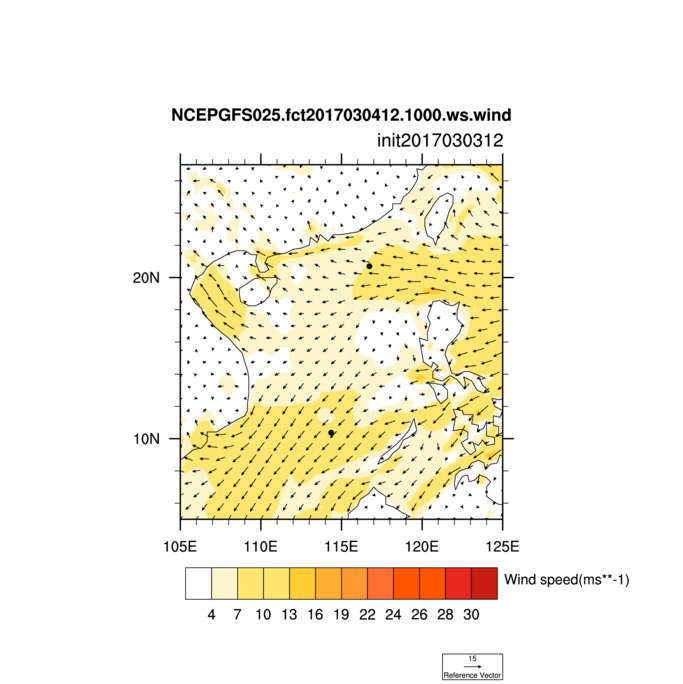 NCEPGFS025.fct2017030412.1000.ws.wind
init2017030312
20N
10N
105E 110E 115E 120E 125E
Wind speed(ms**-1)
4 7 10 13 16 19 22 24 26 28 30
15
Reference Vector